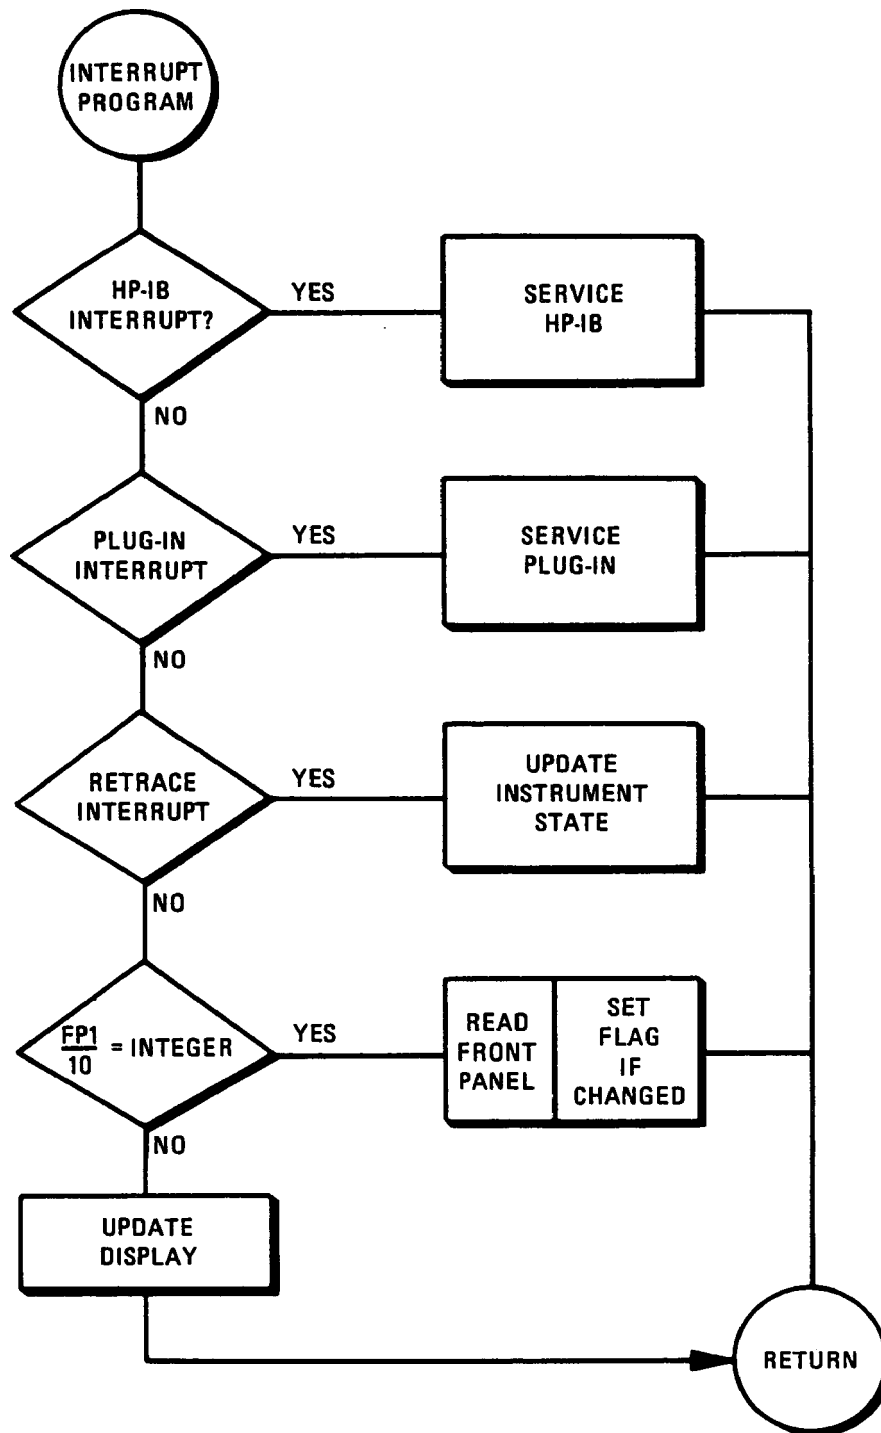 INTERRUPT
PROGRAM
HP-IB
INTERRUPT?
YES
SERVICE
HP-IB
NO
PLUG-IN
INTERRUPT
YES
SERVICE
PLUG-IN
NO
RETRACE
INTERRUPT
YES
UPDATE
INSTRUMENT
STATE
NO
FP1
10
= INTEGER
YES
READ
FRONT
PANEL
SET
FLAG
IF
CHANGED
NO
UPDATE
DISPLAY
RETURN